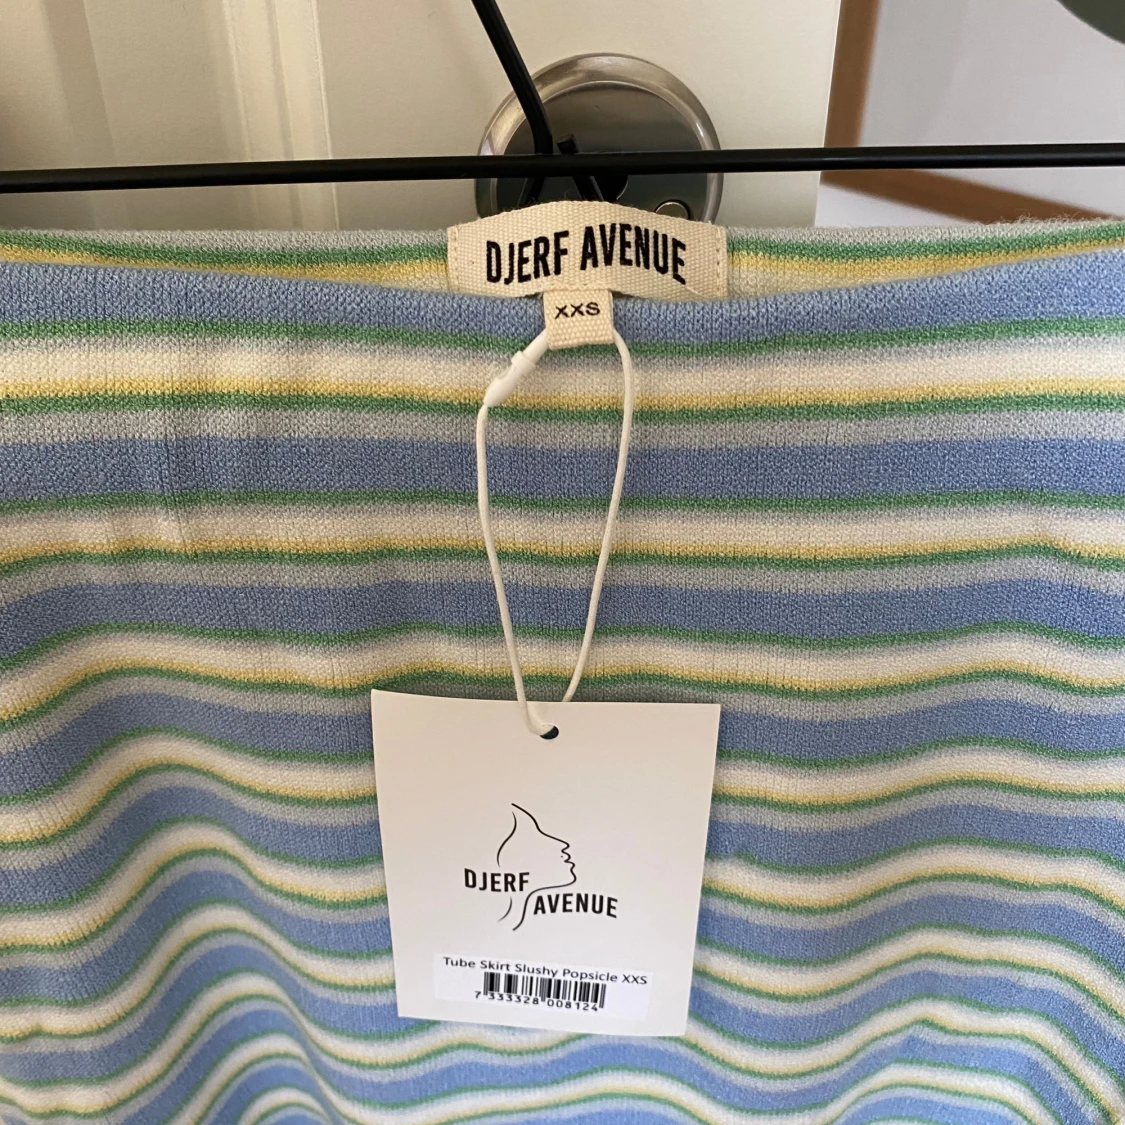 DJERF AVENUE
XXS
DJERF
AVENUE
Tube Skirt Slushy Popsicle XXS
7 333328 008124